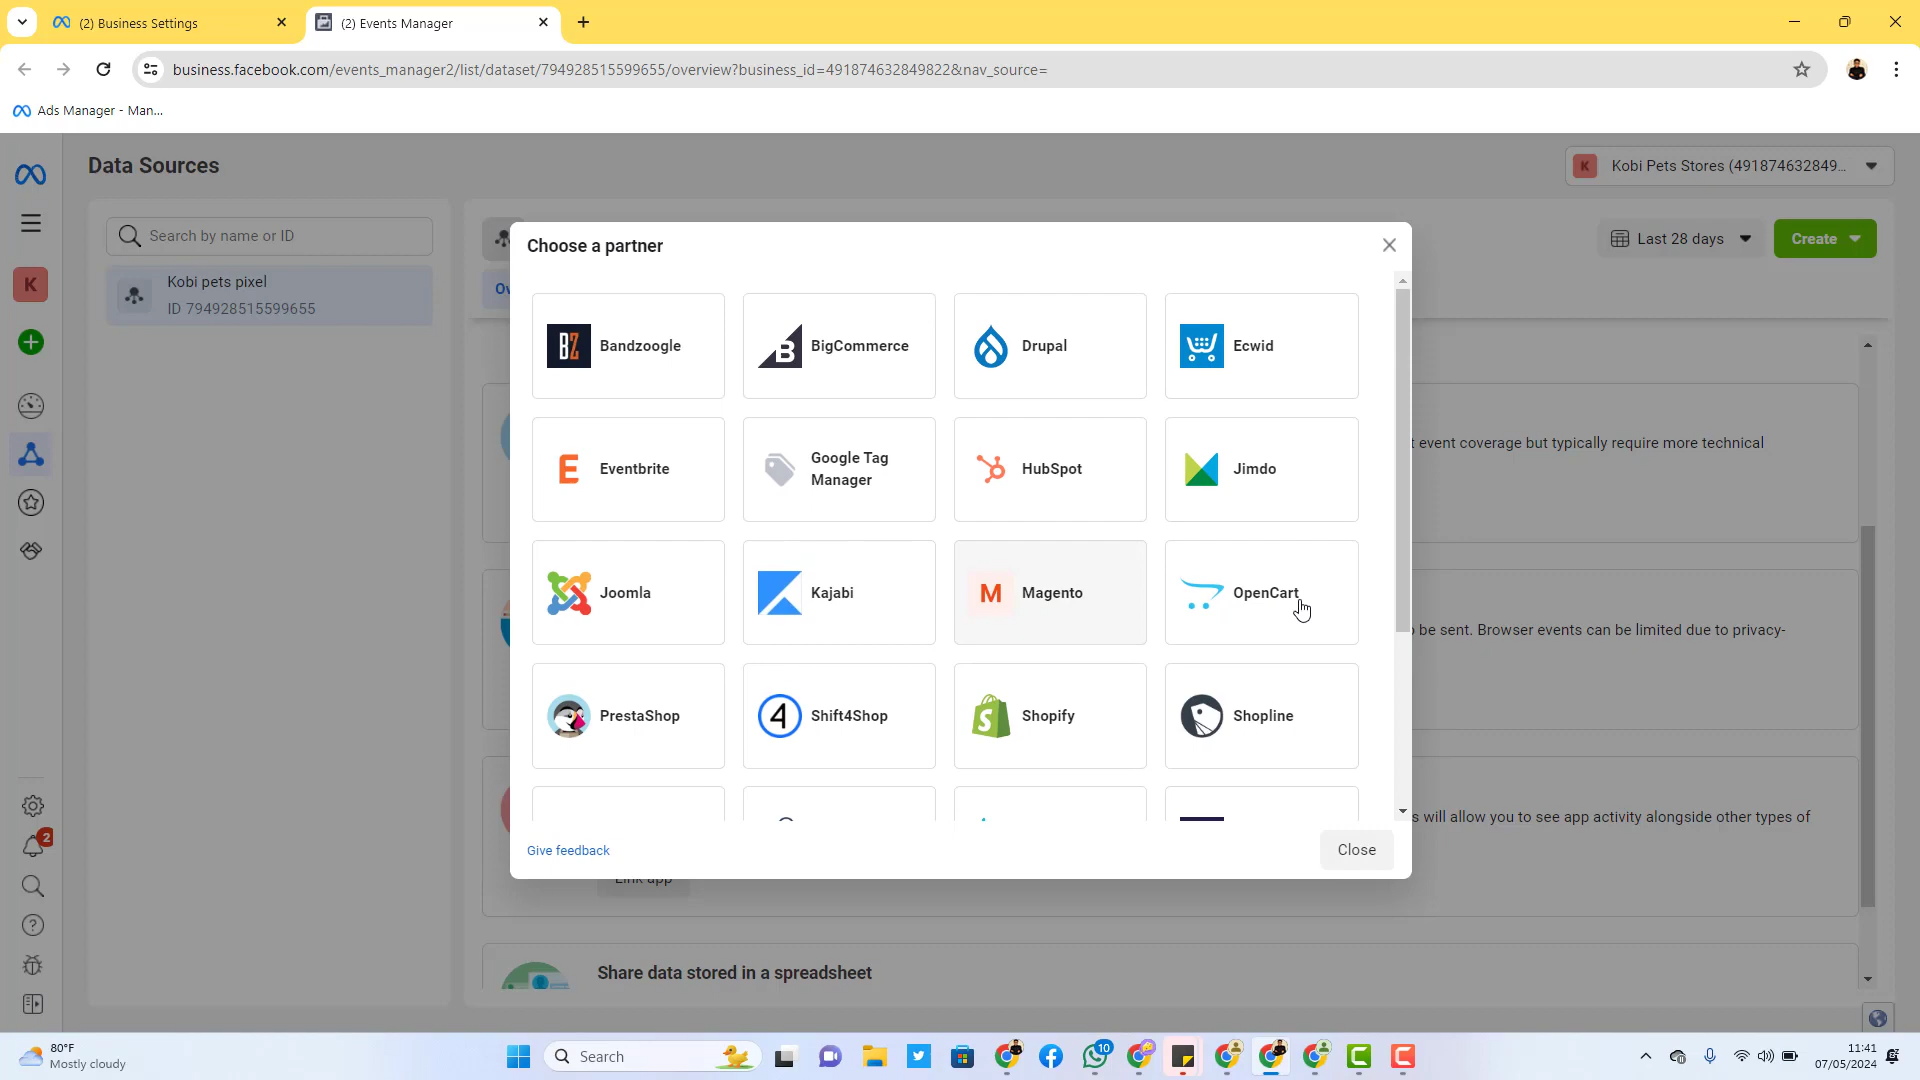 (2) Business Settings
(2) Events Manager
business.facebook.com/events_manager2/list/dataset/794928515599655/overview?business_id=491874632849822&nav_source=
Ads Manager - Man...
Data Sources
K
Kobi Pets Stores (491874632849...
Search by name or ID
Last 28 days
Create
K
Kobi pets pixel
ID 794928515599655
Choose a partner
Bandzoogle
BigCommerce
Drupal
Ecwid
Eventbrite
Google Tag
Manager
HubSpot
Jimdo
t event coverage but typically require more technical
Joomla
Kajabi
Magento
OpenCart
be sent. Browser events can be limited due to privacy-
PrestaShop
Shift4Shop
Shopify
Shopline
s will allow you to see app activity alongside other types of
Give feedback
Close
Link app
2
Share data stored in a spreadsheet
80°F
Mostly cloudy
Search
10
11:41
07/05/2024